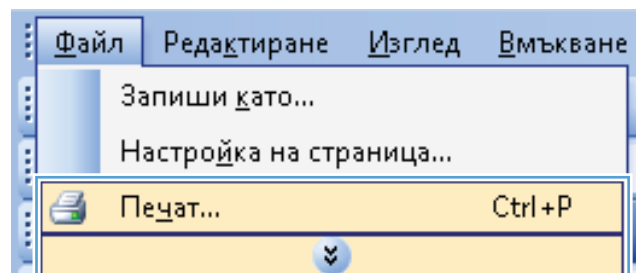 Файл Редактиране Изглед Вмъкване
Запиши като...
Настройка на страница...
Печат... Ctrl+P